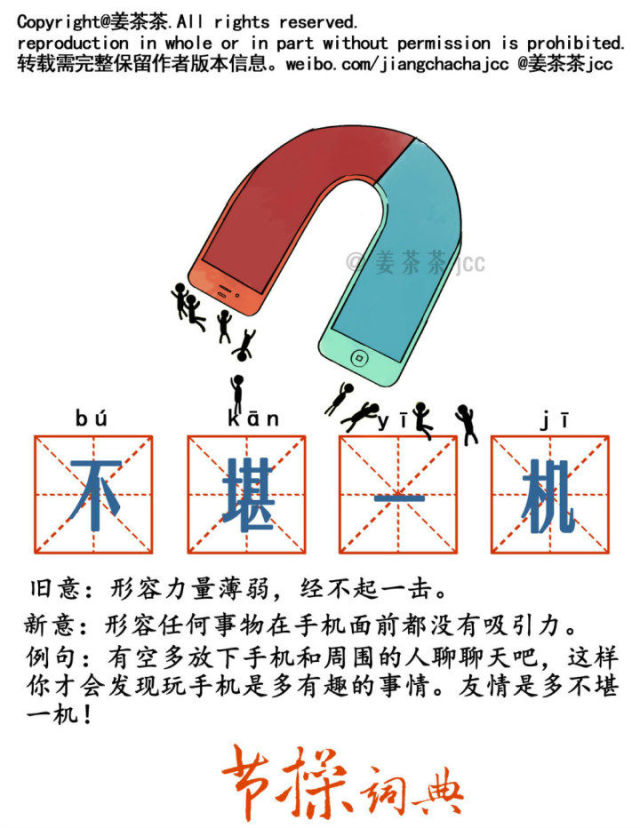 Copyright@姜茶茶.All rights reserved.
reproduction in whole or in part without permission is prohibited.
转载需完整保留作者版本信息。weibo.com/jiangchachajcc @姜茶茶jcc
@姜茶茶jcc
bú kān yī jī
不堪一机
旧意：形容力量薄弱，经不起一击。
新意：形容任何事物在手机面前都没有吸引力。
例句：有空多放下手机和周围的人聊聊天吧，这样
你才会发现玩手机是多有趣的事情。友情是多不堪
一机！
节操词典